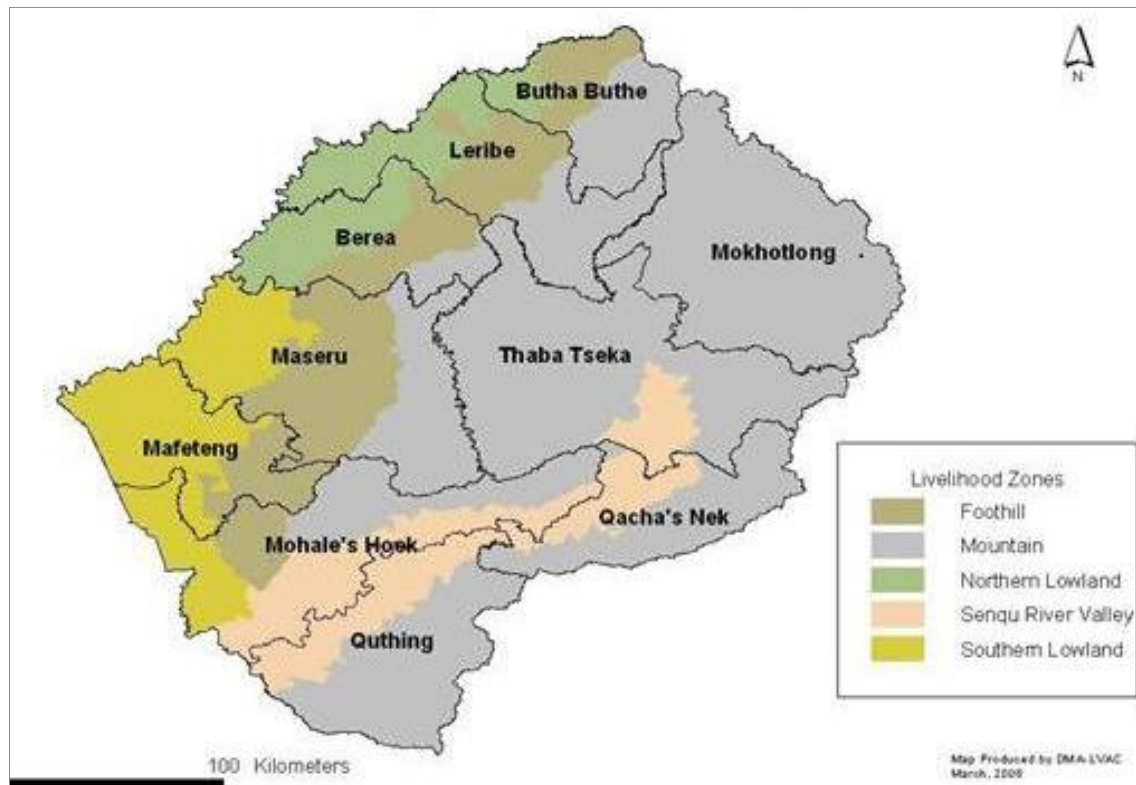 N
Butha Buthe
Leribe
Berea
Mokhotlong
Maseru
Thaba Tseka
Mafeteng
Mohale's Hoek
Qacha's Nek
Quthing
Livelihood Zones
Foothill
Mountain
Northern Lowland
Senqu River Valley
Southern Lowland
100 Kilometers
Map Produced by DMA-LVAC
March,